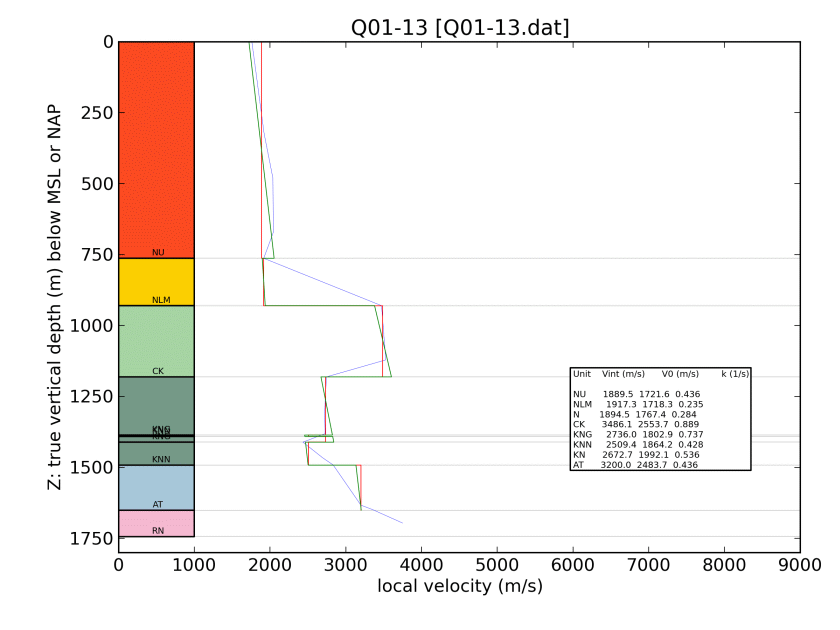 Q01-13 [Q01-13.dat]
Z: true vertical depth (m) below MSL or NAP
0
250
500
750
1000
1250
1500
1750
NU
NLM
CK
KNG
KNG
KNN
AT
RN
Unit Vint (m/s) V0 (m/s) k (1/s)
NU 1889.5 1721.6 0.436
NLM 1917.3 1718.3 0.235
N 1894.5 1767.4 0.284
CK 3486.1 2553.7 0.889
KNG 2736.0 1802.9 0.737
KNN 2509.4 1864.2 0.428
KN 2672.7 1992.1 0.536
AT 3200.0 2483.7 0.436
0 1000 2000 3000 4000 5000 6000 7000 8000 9000
local velocity (m/s)